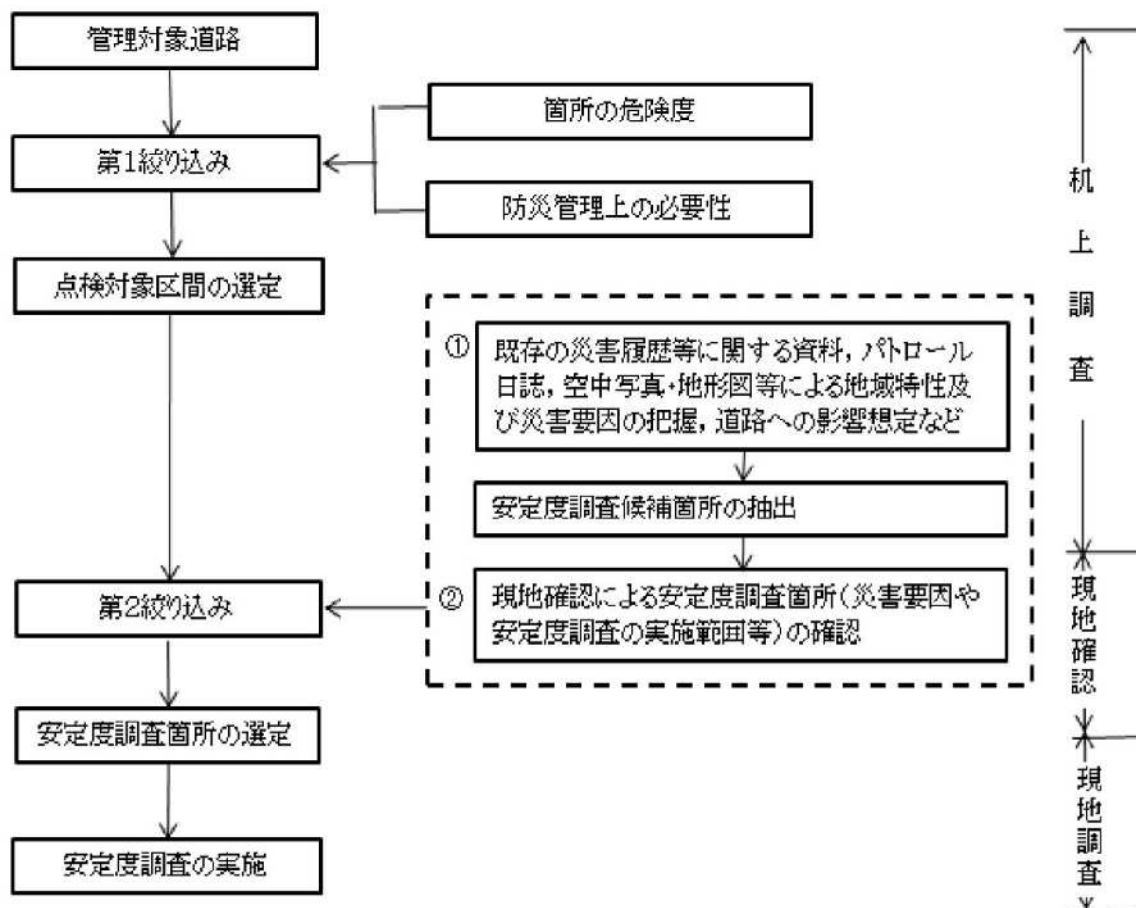 管理対象道路
箇所の危険度
第1絞り込み
防災管理上の必要性
点検対象区間の選定
① 既存の災害履歴等に関する資料，パトロール
日誌，空中写真・地形図等による地域特性及
び災害要因の把握，道路への影響想定など
安定度調査候補箇所の抽出
第2絞り込み
② 現地確認による安定度調査箇所(災害要因や
安定度調査の実施範囲等)の確認
安定度調査箇所の選定
安定度調査の実施
机上調査
現地確認
現地調査